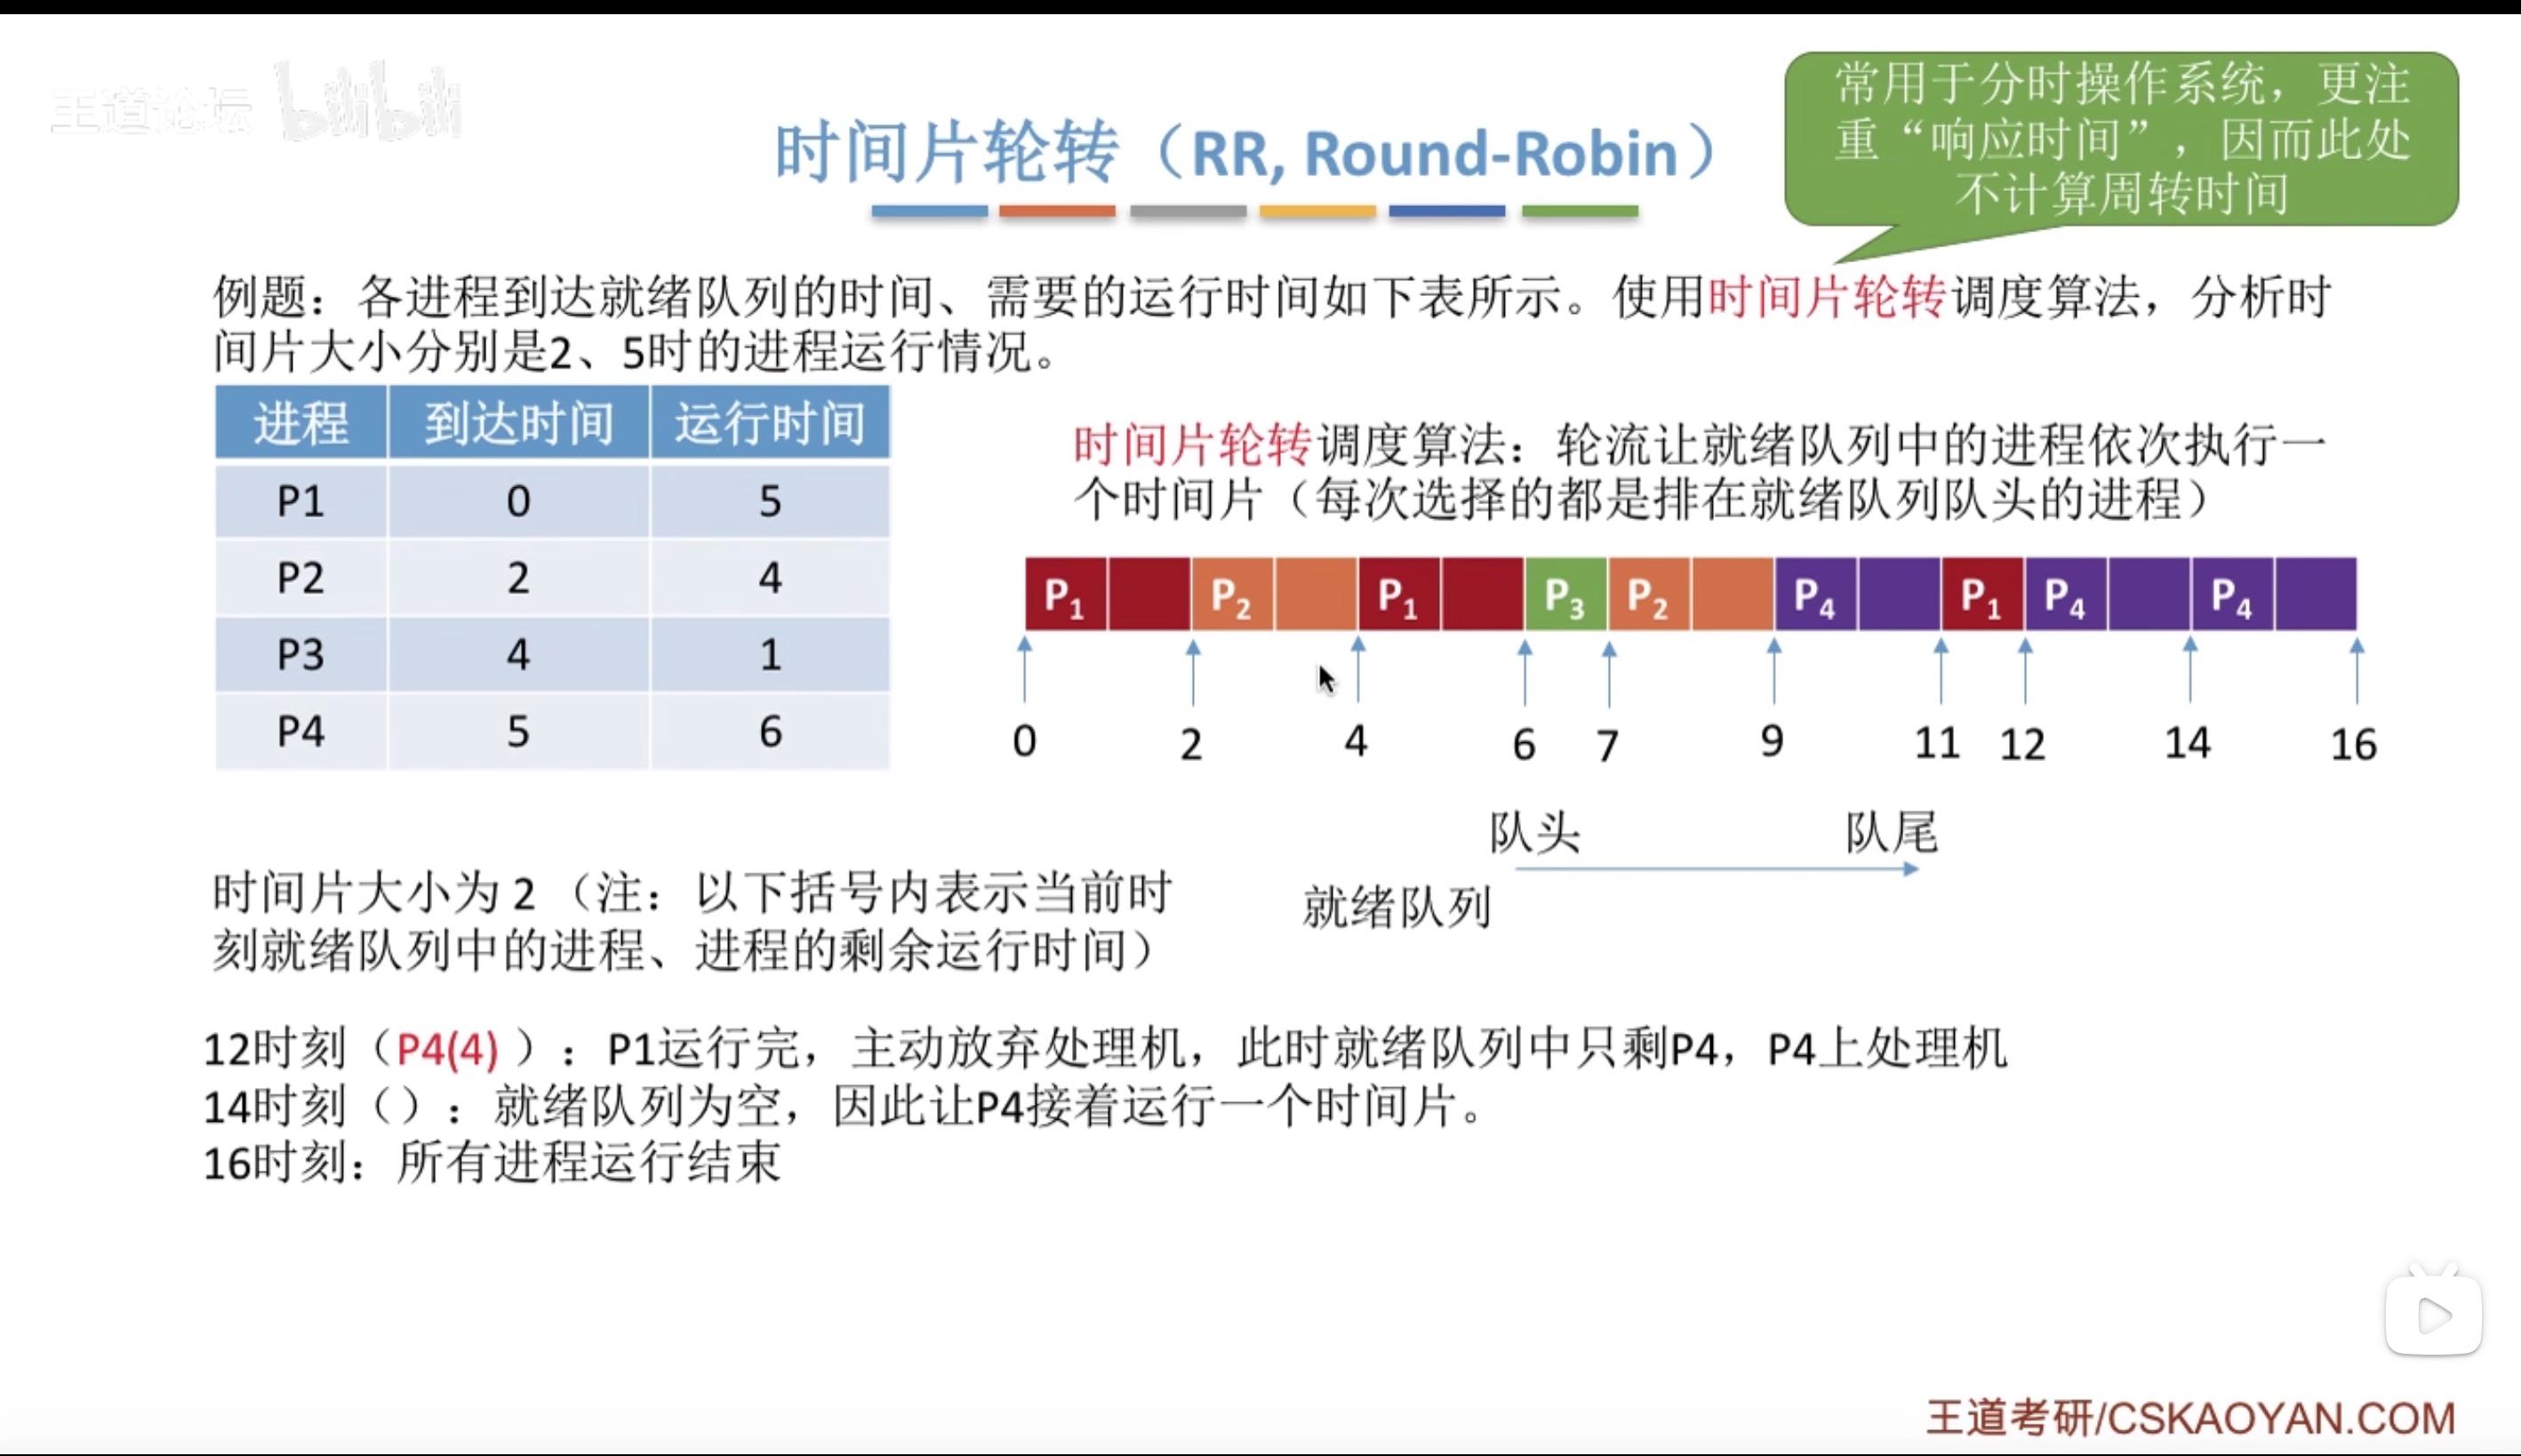 王道论坛 bilibili
常用于分时操作系统，更注
重“响应时间”，因而此处
不计算周转时间
时间片轮转（RR, Round-Robin）
例题：各进程到达就绪队列的时间、需要的运行时间如下表所示。使用时间片轮转调度算法，分析时
间片大小分别是2、5时的进程运行情况。
进程 到达时间 运行时间
P1 0 5
P2 2 4
P3 4 1
P4 5 6
时间片轮转调度算法：轮流让就绪队列中的进程依次执行一
个时间片（每次选择的都是排在就绪队列队头的进程）
P1 P2 P1 P3 P2 P4 P1 P4 P4
0 2 4 6 7 9 11 12 14 16
队头 队尾
就绪队列
时间片大小为 2（注：以下括号内表示当前时
刻就绪队列中的进程、进程的剩余运行时间）
12时刻（P4(4) ）：P1运行完，主动放弃处理机，此时就绪队列中只剩P4，P4上处理机
14时刻（）：就绪队列为空，因此让P4接着运行一个时间片。
16时刻：所有进程运行结束
王道考研/CSKAOYAN.COM